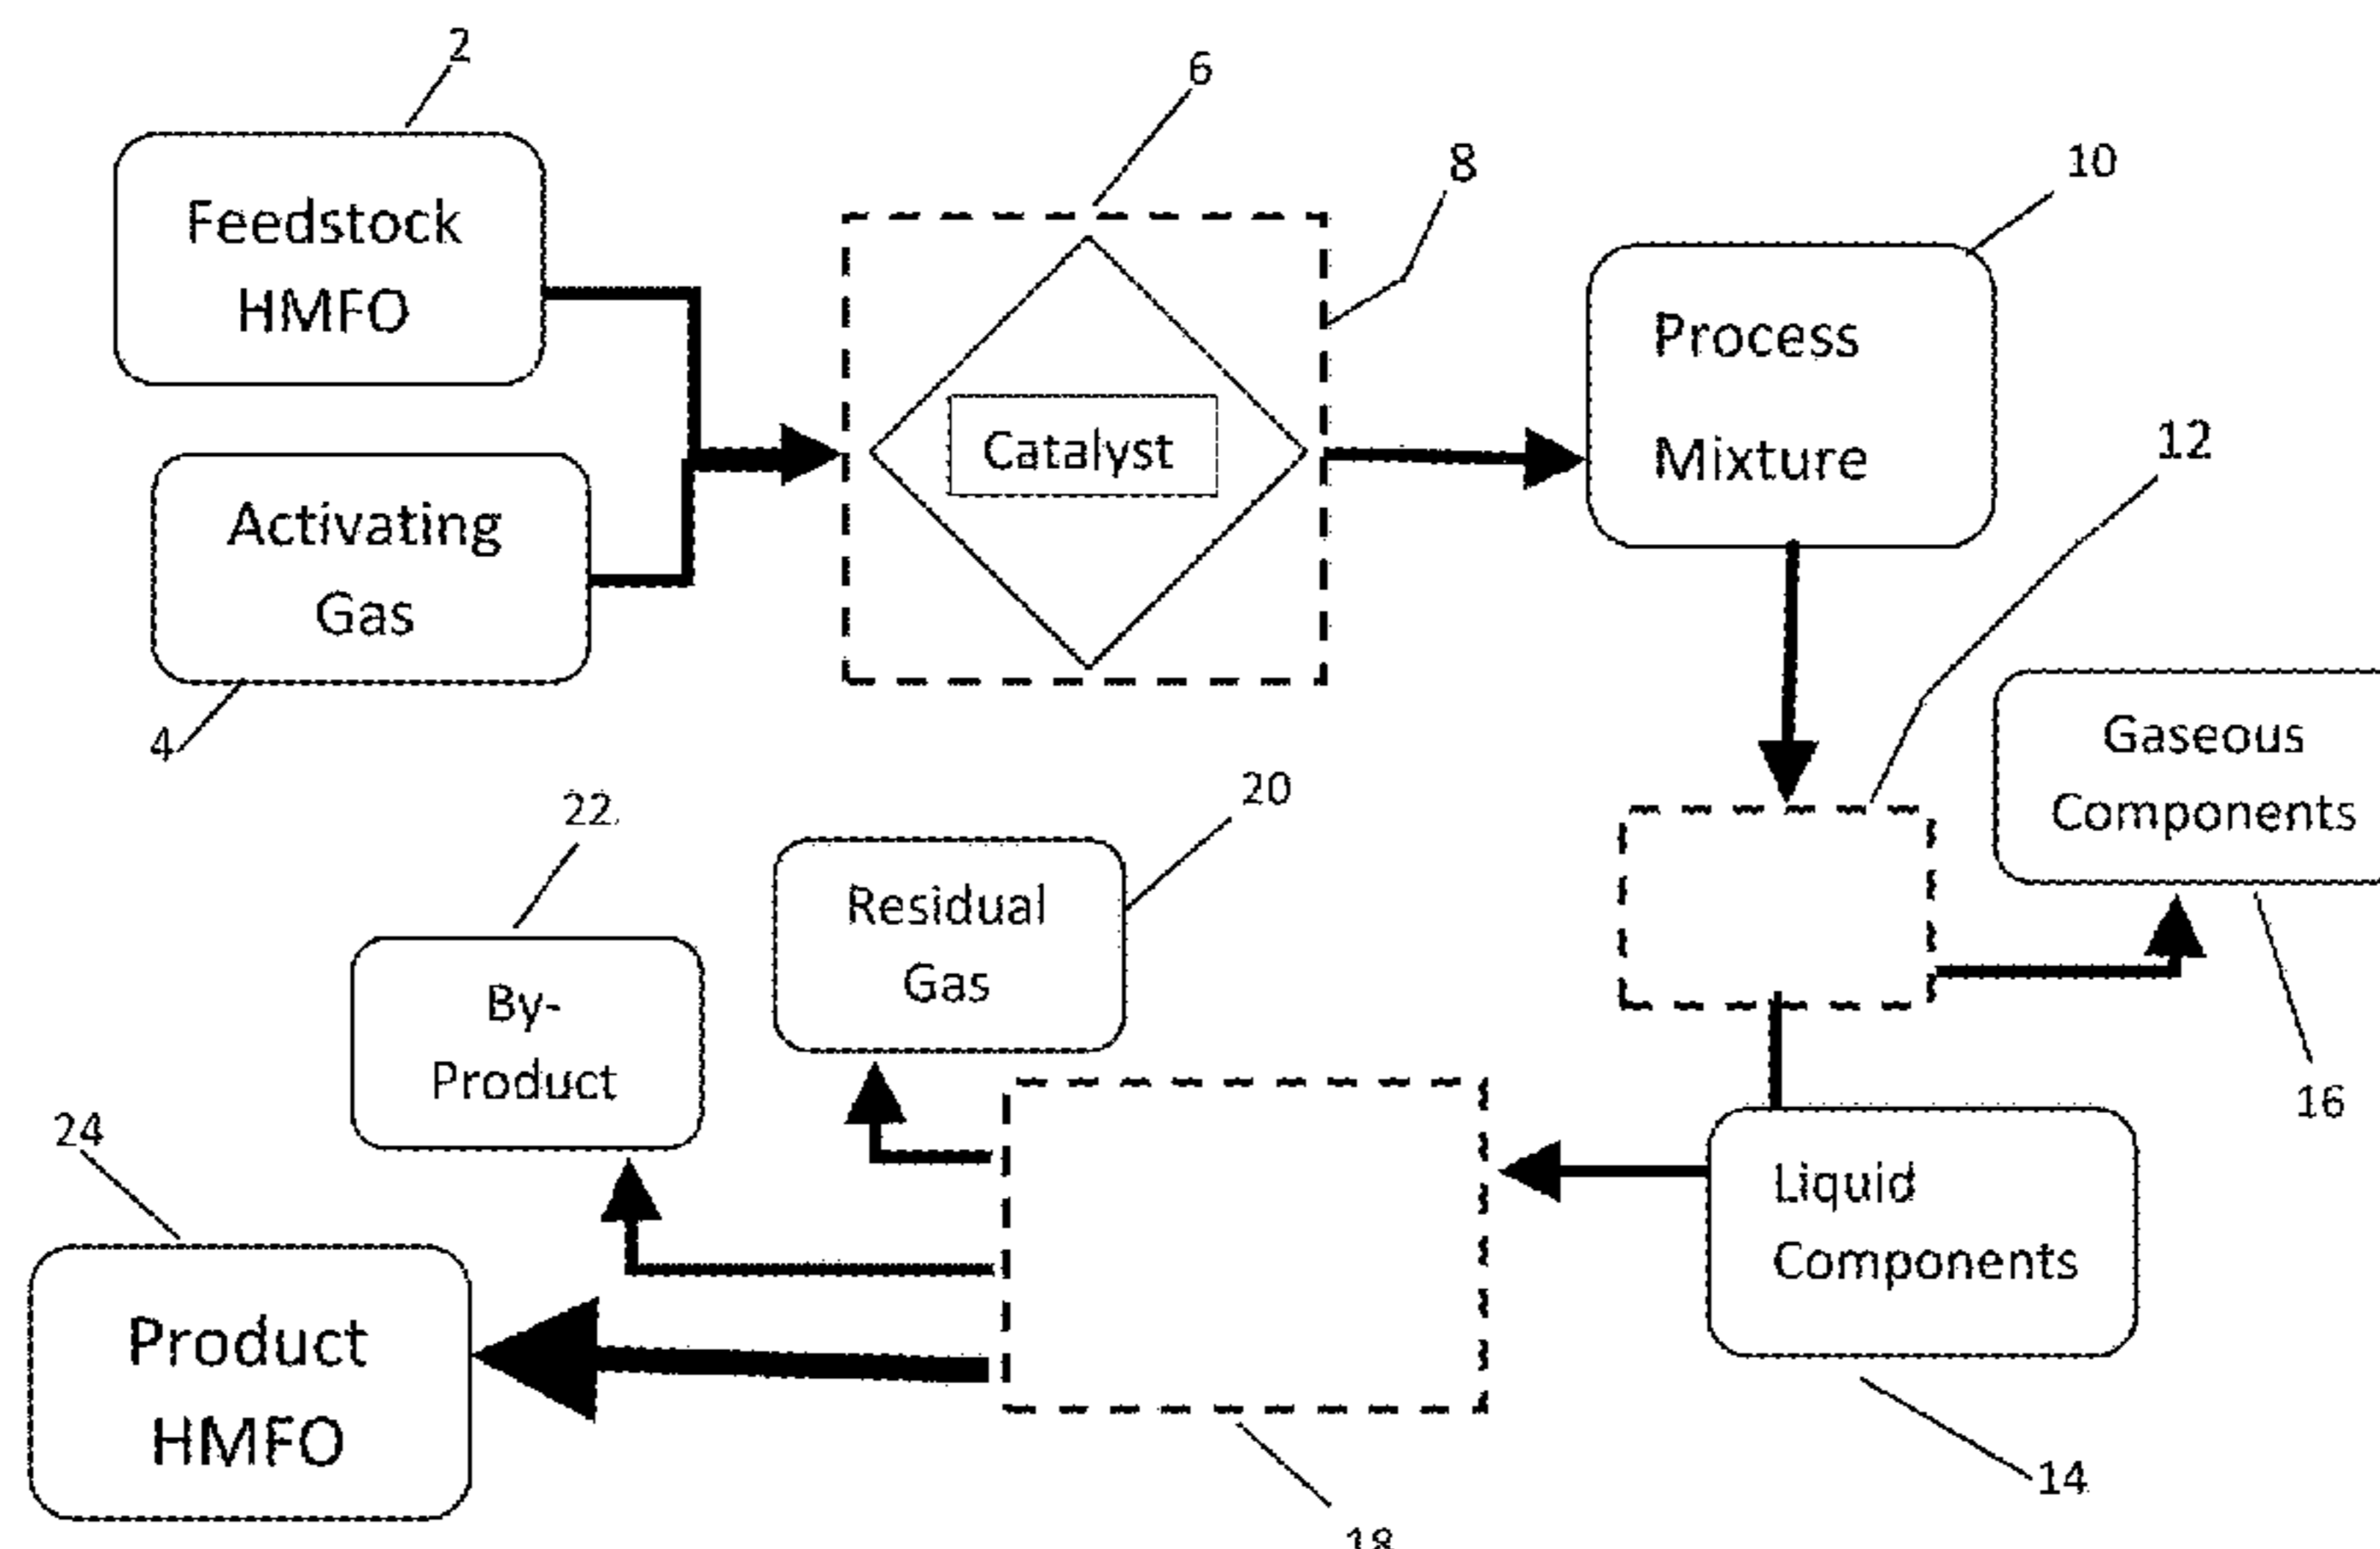 2
6
8
10
Feedstock
HMFO
Process
Mixture
Catalyst
12
Activating
Gas
4
Gaseous
Components
20
22
Residual
Gas
By-
Product
16
24
Liquid
Components
Product
HMFO
14
18